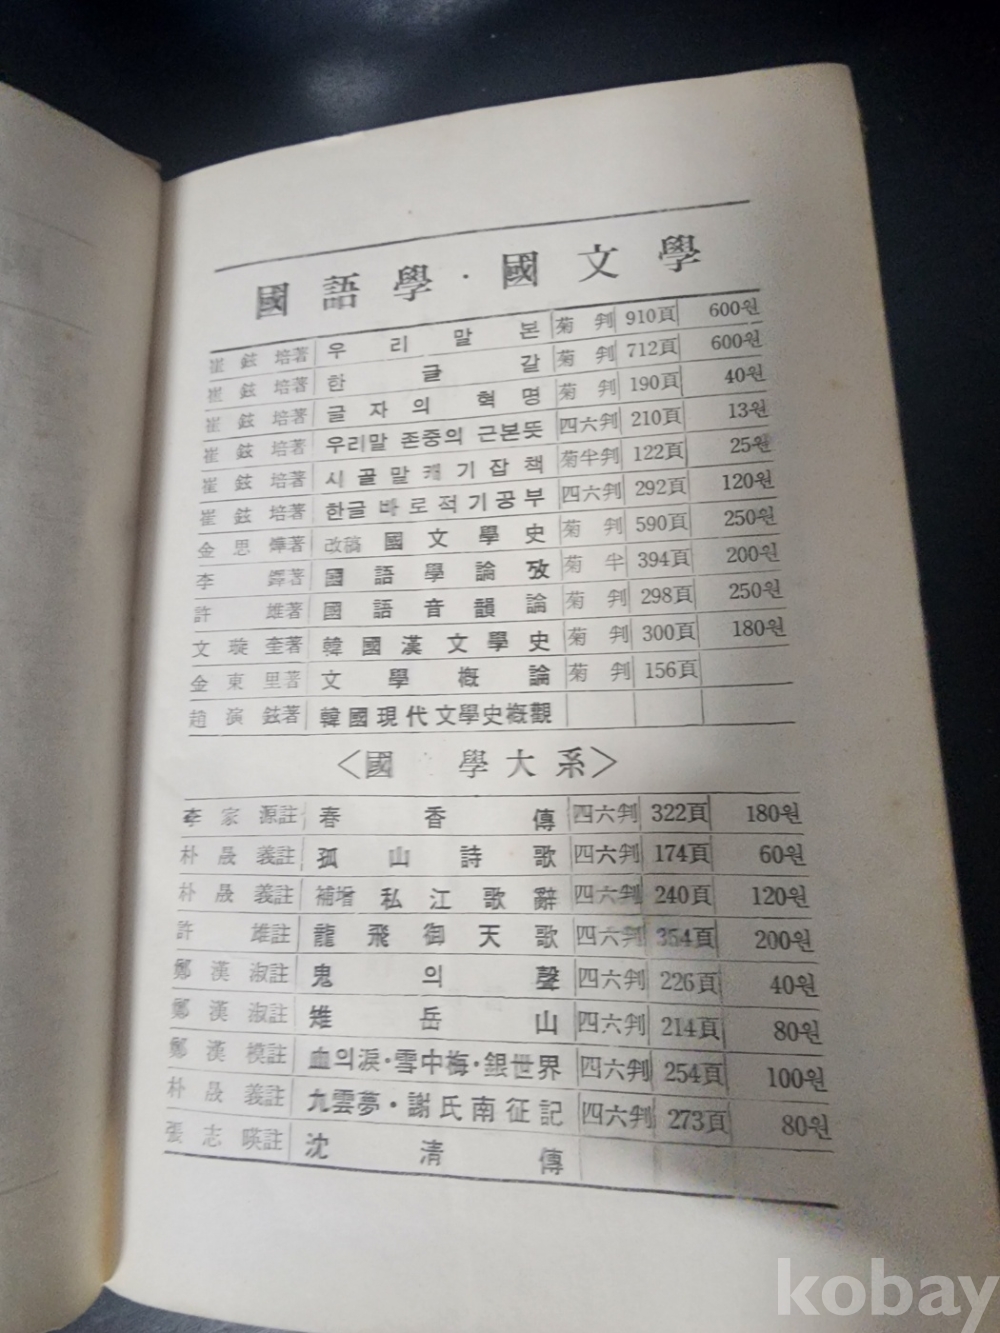 國語學·國文學
崔鉉培著 우리말본 菊判 910頁 600원
崔鉉培著 한글갈 菊判 712頁 600원
崔鉉培著 글자의 혁명 菊判 190頁 40원
崔鉉培著 우리말 존중의 근본뜻 四六判 210頁 13원
崔鉉培著 시골말캐기잡책 菊半判 122頁 25원
崔鉉培著 한글 바로적기공부 四六判 292頁 120원
金思燁著 改稿 國文學史 菊判 590頁 250원
李鐸著 國語學論攷 菊半 394頁 200원
許雄著 國語音韻論 菊判 298頁 250원
文璇奎著 韓國漢文學史 菊判 300頁 180원
金東里著 文學概論 菊判 156頁
趙演鉉著 韓國現代文學史概觀
<國 學大系>
李家源註 春香傳 四六判 322頁 180원
朴晟義註 孤山詩歌 四六判 174頁 60원
朴晟義註 補增 私江歌辭 四六判 240頁 120원
許雄註 龍飛御天歌 四六判 354頁 200원
鄭漢淑註 鬼의聲 四六判 226頁 40원
鄭漢淑註 雉岳山 四六判 214頁 80원
鄭漢模註 血의淚·雪中梅·銀世界 四六判 254頁 100원
朴晟義註 九雲夢·謝氏南征記 四六判 273頁 80원
張志暎註 沈清傳
kobay